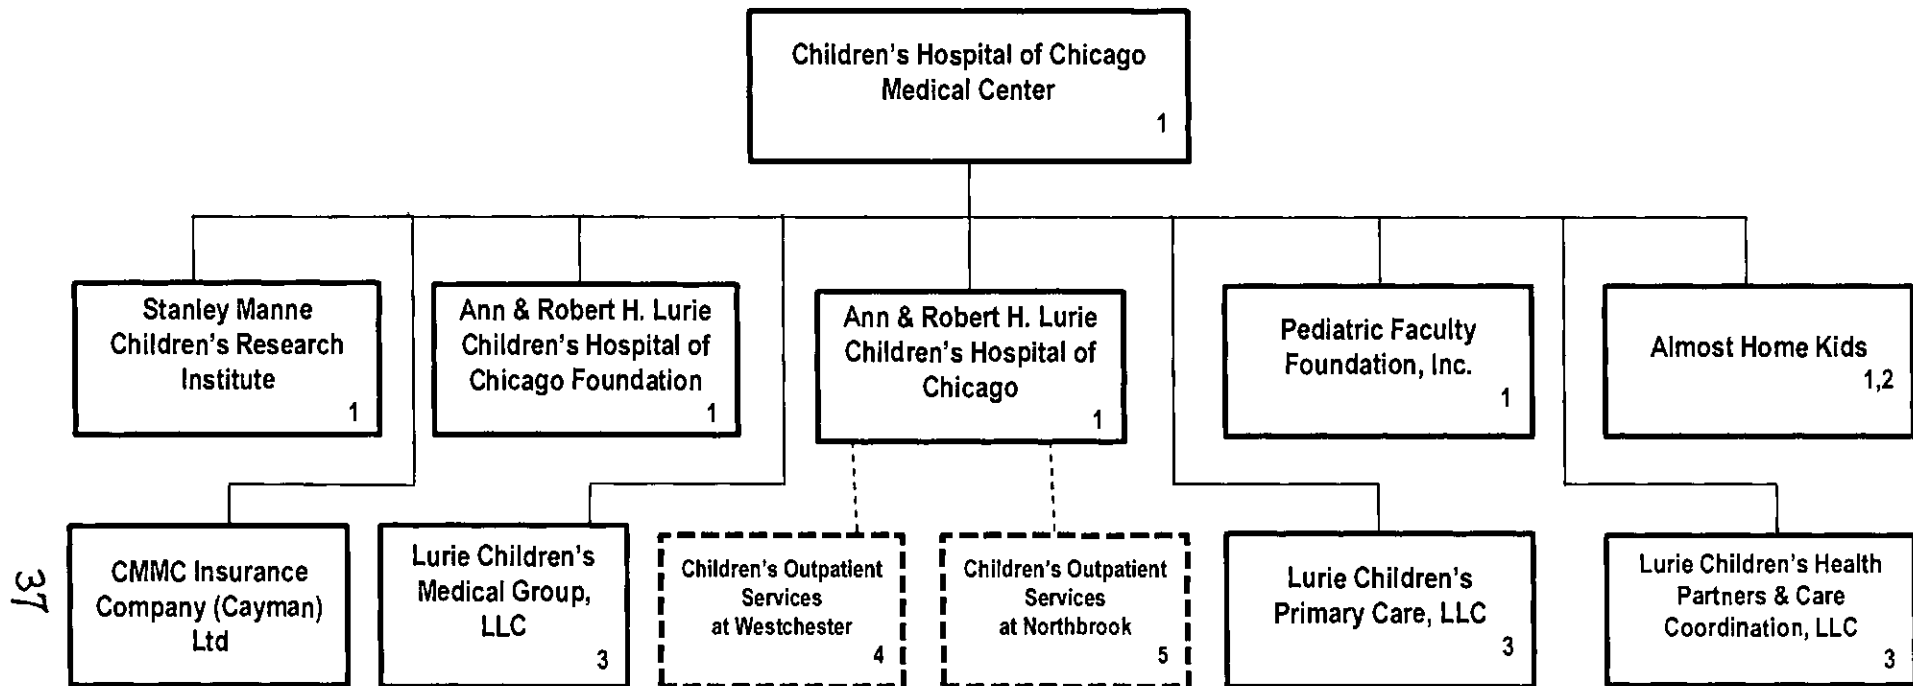 Children's Hospital of Chicago
Medical Center
1
Stanley Manne
Children's Research
Institute
1
Ann & Robert H. Lurie
Children's Hospital of
Chicago Foundation
1
Ann & Robert H. Lurie
Children's Hospital of
Chicago
1
Pediatric Faculty
Foundation, Inc.
1
Almost Home Kids
1,2
CMMC Insurance
Company (Cayman)
Ltd
Lurie Children's
Medical Group,
LLC
3
Children's Outpatient
Services
at Westchester
4
Children's Outpatient
Services
at Northbrook
5
Lurie Children's
Primary Care, LLC
3
Lurie Children's Health
Partners & Care
Coordination, LLC
3
37